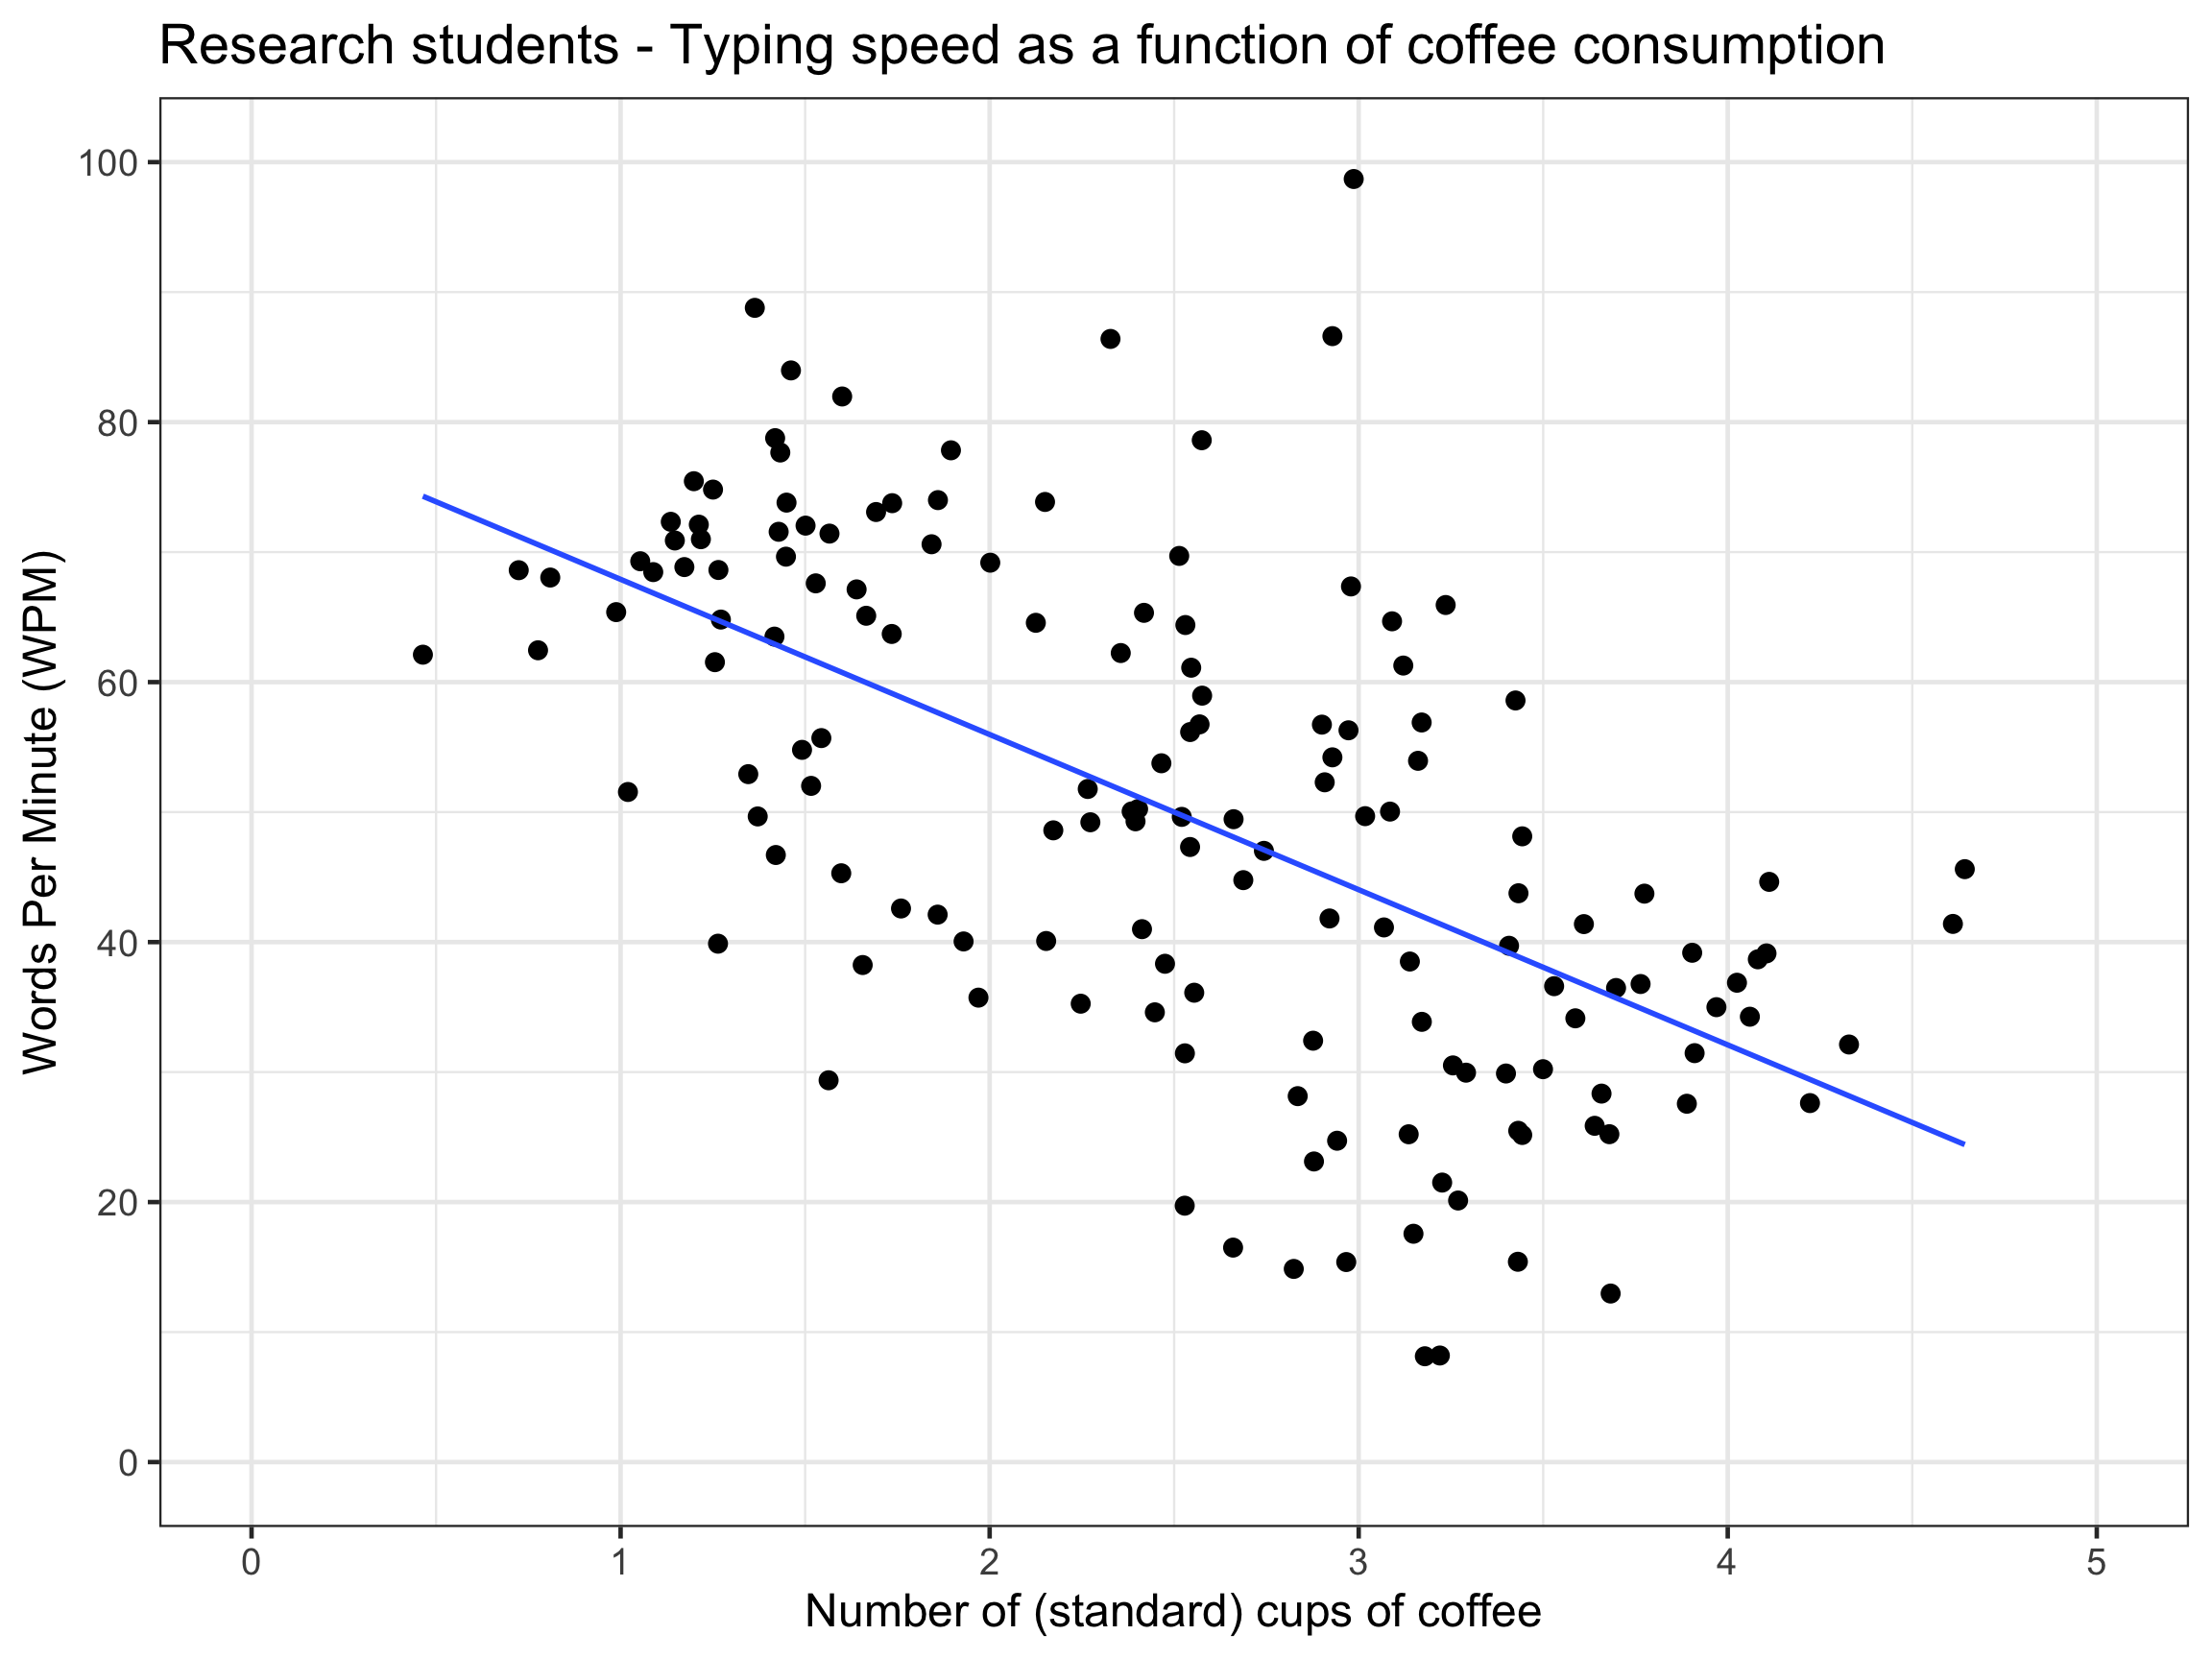 Research students - Typing speed as a function of coffee consumption
Words Per Minute (WPM)
100
80
60
40
20
0
0 1 2 3 4 5
Number of (standard) cups of coffee